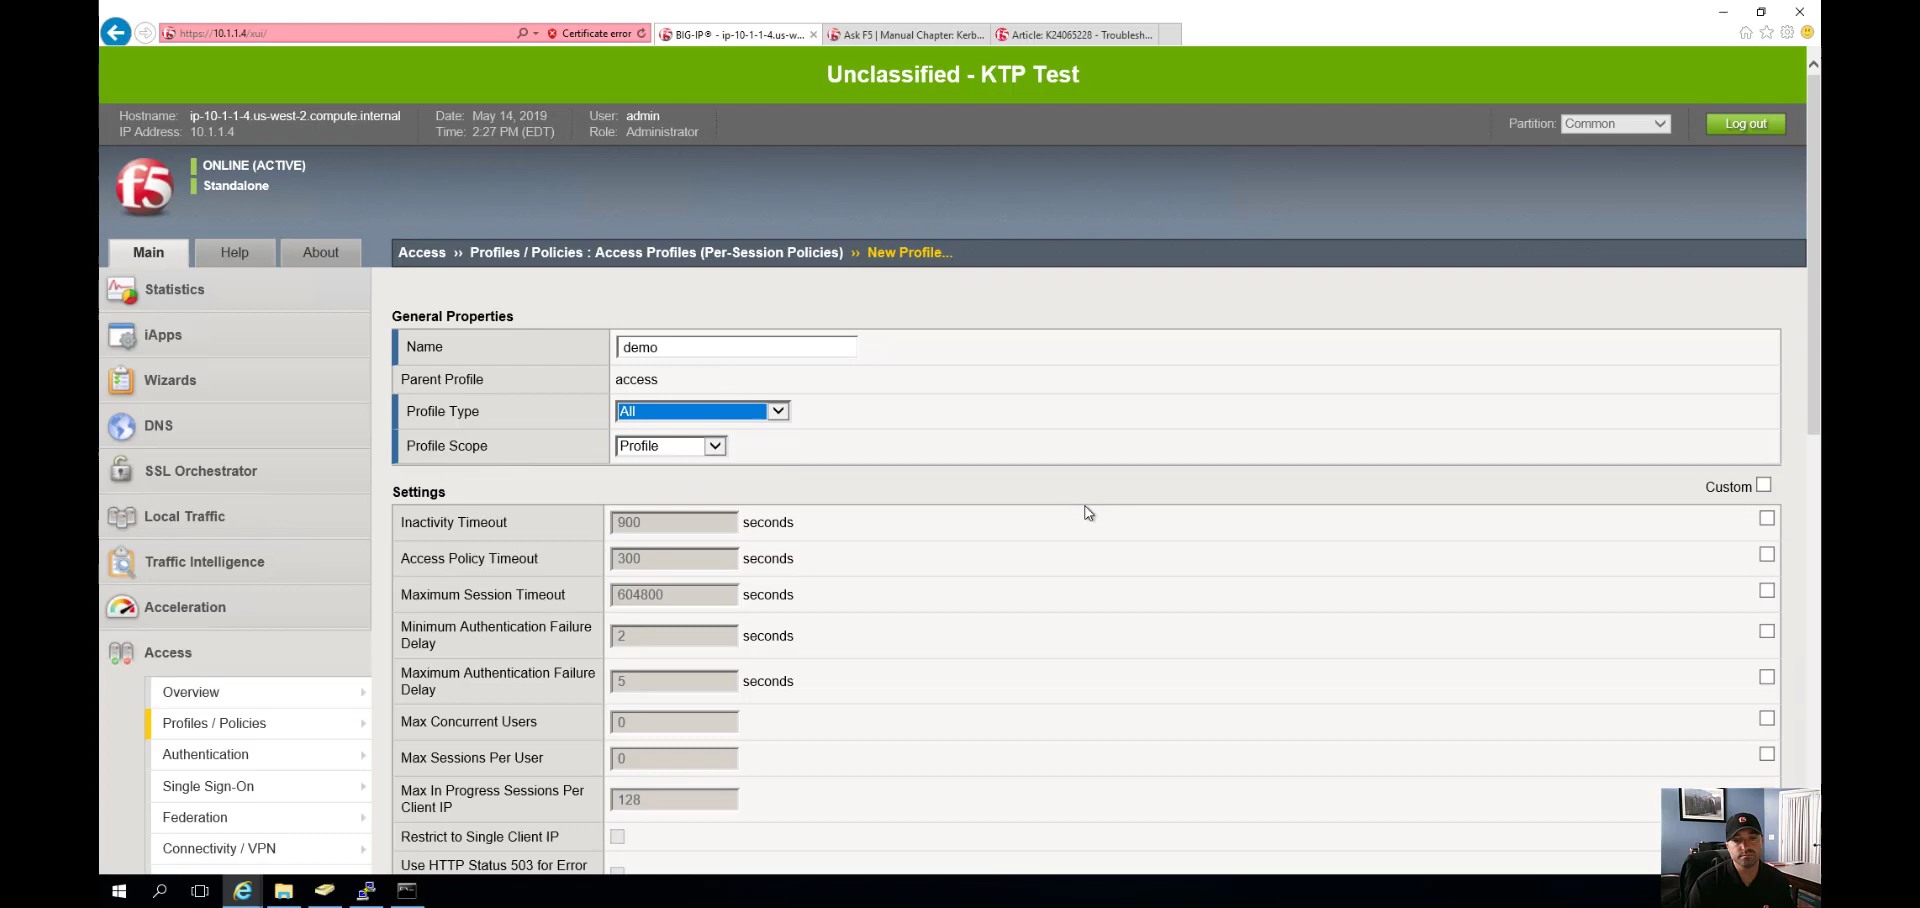 https://10.1.1.4/xui/
Certificate error
BIG-IP® - ip-10-1-1-4.us-w...
Ask F5 | Manual Chapter: Kerb...
Article: K24065228 - Troublesh...
Unclassified - KTP Test
Hostname: ip-10-1-1-4.us-west-2.compute.internal
IP Address: 10.1.1.4
Date: May 14, 2019
Time: 2:27 PM (EDT)
User: admin
Role: Administrator
Partition: Common
Log out
f5
ONLINE (ACTIVE)
Standalone
Main
Help
About
Access ›› Profiles / Policies : Access Profiles (Per-Session Policies) ›› New Profile...
Statistics
iApps
Wizards
DNS
SSL Orchestrator
Local Traffic
Traffic Intelligence
Acceleration
Access
Overview
Profiles / Policies
Authentication
Single Sign-On
Federation
Connectivity / VPN
General Properties
Name demo
Parent Profile access
Profile Type All
Profile Scope Profile
Settings
Custom
Inactivity Timeout 900 seconds
Access Policy Timeout 300 seconds
Maximum Session Timeout 604800 seconds
Minimum Authentication Failure
Delay 2 seconds
Maximum Authentication Failure
Delay 5 seconds
Max Concurrent Users 0
Max Sessions Per User 0
Max In Progress Sessions Per
Client IP 128
Restrict to Single Client IP
Use HTTP Status 503 for Error